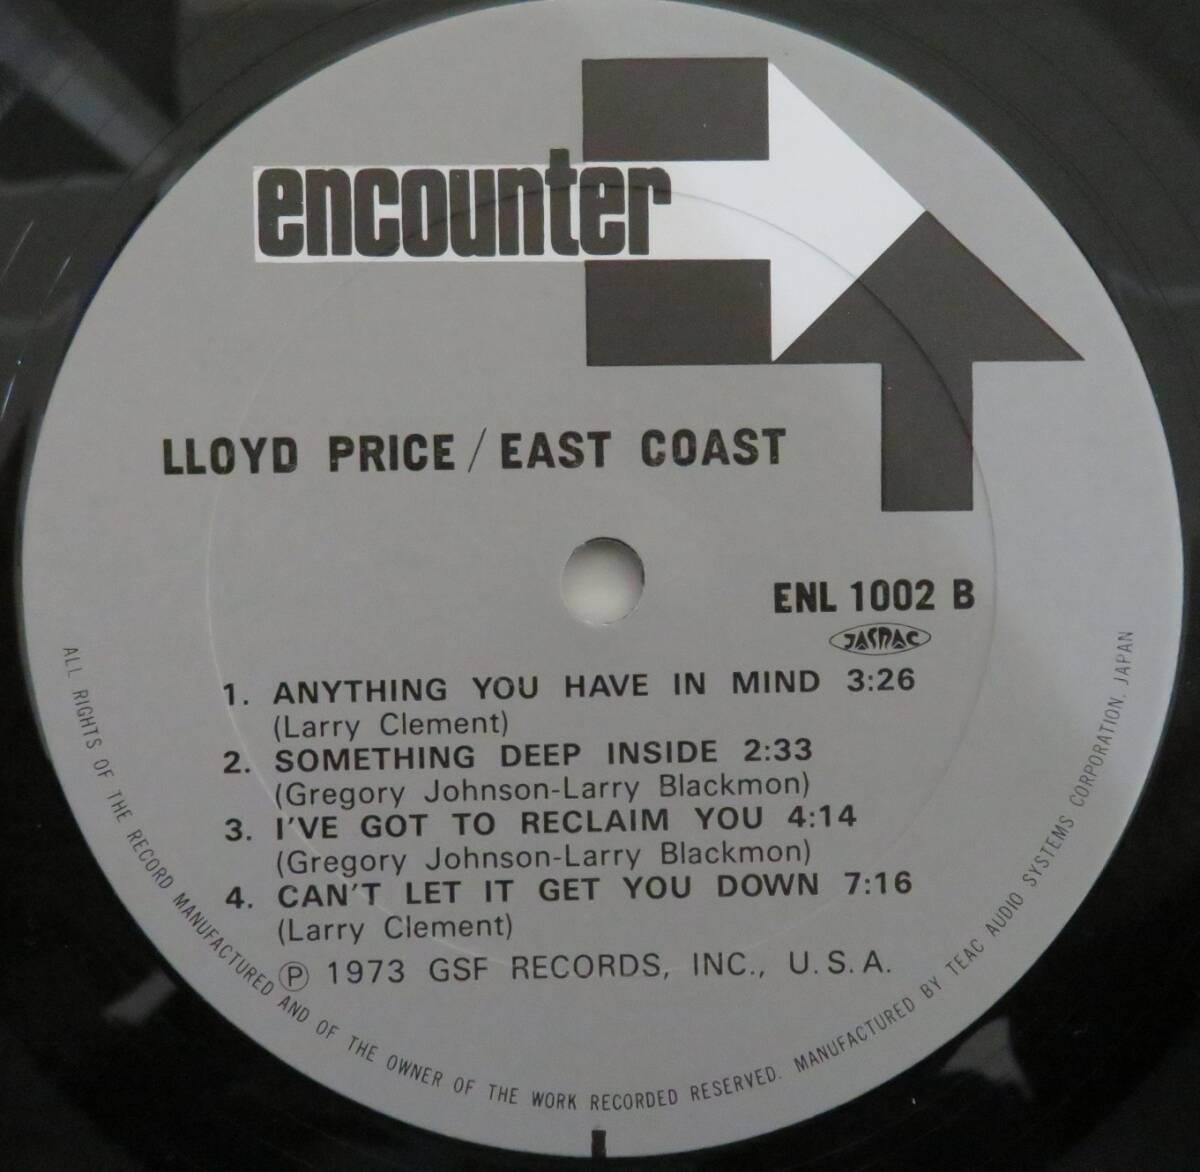 encounter
LLOYD PRICE / EAST COAST
ENL 1002 B
JASRAC
1. ANYTHING YOU HAVE IN MIND 3:26
(Larry Clement)
2. SOMETHING DEEP INSIDE 2:33
(Gregory Johnson-Larry Blackmon)
3. I'VE GOT TO RECLAIM YOU 4:14
(Gregory Johnson-Larry Blackmon)
4. CAN'T LET IT GET YOU DOWN 7:16
(Larry Clement)
Ⓟ 1973 GSF RECORDS, INC., U.S.A.
ALL RIGHTS OF THE RECORD MANUFACTURED AND OF THE OWNER OF THE WORK RECORDED RESERVED. MANUFACTURED BY TEAC AUDIO SYSTEMS CORPORATION, JAPAN